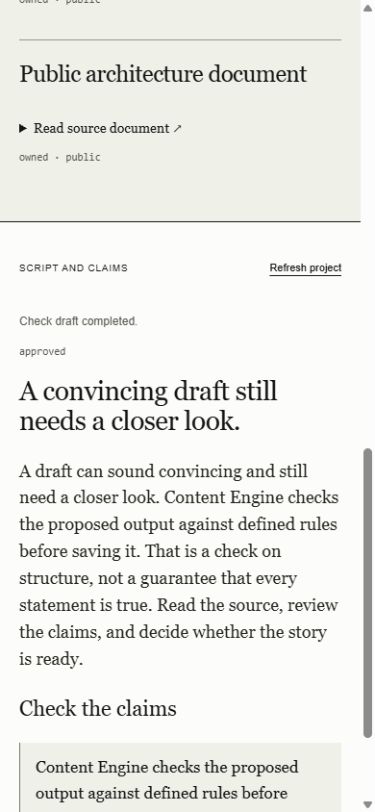 owned · public
Public architecture document
▶ Read source document ↗
owned · public
SCRIPT AND CLAIMS
Refresh project
Check draft completed.
approved
A convincing draft still
needs a closer look.
A draft can sound convincing and still
need a closer look. Content Engine checks
the proposed output against defined rules
before saving it. That is a check on
structure, not a guarantee that every
statement is true. Read the source, review
the claims, and decide whether the story
is ready.
Check the claims
Content Engine checks the proposed
output against defined rules before